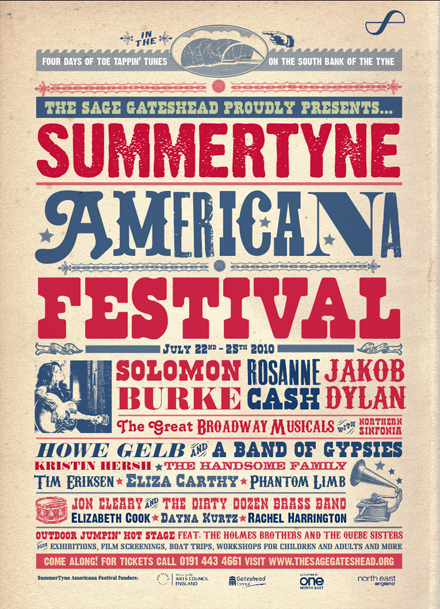 IN THE
FOUR DAYS OF TOE TAPPIN' TUNES ON THE SOUTH BANK OF THE TYNE
THE SAGE GATESHEAD PROUDLY PRESENTS...
SUMMERTYNE
AMERICANA
FESTIVAL
JULY 22ND - 25TH 2010
SOLOMON BURKE
ROSANNE CASH
JAKOB DYLAN
The Great Broadway Musicals with Northern Sinfonia
HOWE GELB AND A BAND OF GYPSIES
KRISTIN HERSH ★ THE HANDSOME FAMILY
TIM ERIKSEN ★ ELIZA CARTHY ★ PHANTOM LIMB
JON CLEARY AND THE DIRTY DOZEN BRASS BAND
ELIZABETH COOK ★ DAYNA KURTZ ★ RACHEL HARRINGTON
OUTDOOR JUMPIN' HOT STAGE FEAT. THE HOLMES BROTHERS AND THE QUEBE SISTERS
PLUS EXHIBITIONS, FILM SCREENINGS, BOAT TRIPS, WORKSHOPS FOR CHILDREN AND ADULTS AND MORE
COME ALONG! FOR TICKETS CALL 0191 443 4661 VISIT WWW.THESAGEGATESHEAD.ORG
SummerTyne Americana Festival funders:
ARTS COUNCIL ENGLAND
Gateshead
one
NORTH EAST
north east
england